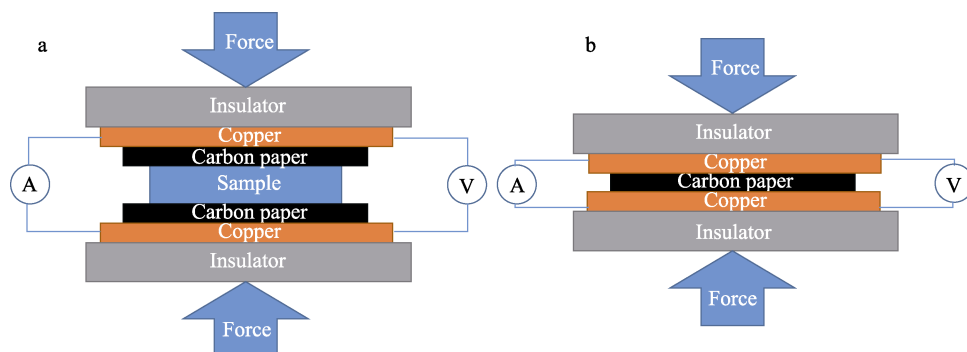 a
Force
Insulator
Copper
Carbon paper
A
Sample
V
Carbon paper
Copper
Insulator
Force
b
Force
Insulator
Copper
A
Carbon paper
V
Copper
Insulator
Force